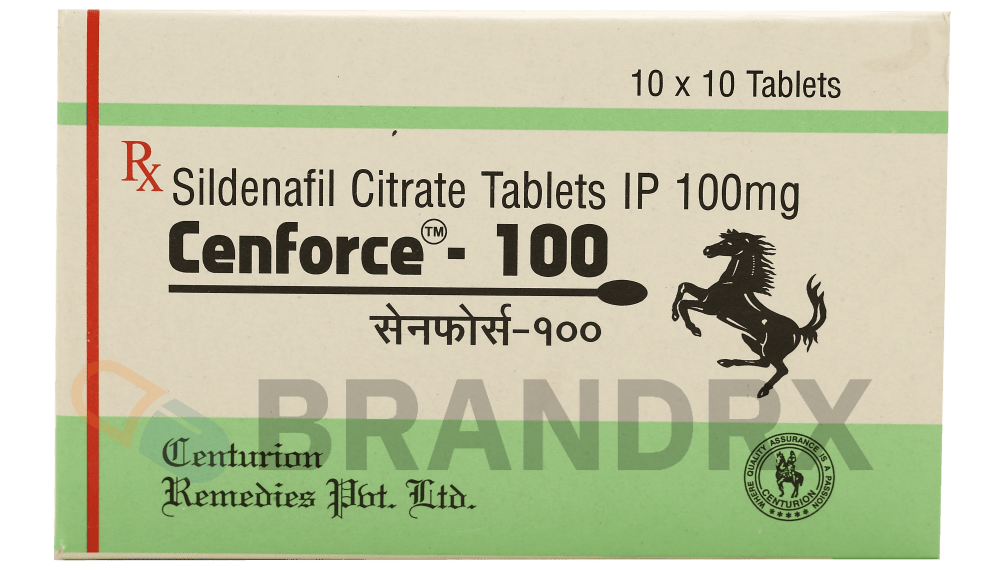 10 x 10 Tablets
Rx Sildenafil Citrate Tablets IP 100mg
Cenforce™- 100
सेनफोर्स-१००
BRANDRX
Centurion
Remedies Pvt. Ltd.
WHERE QUALITY ASSURANCE IS A PASSION
CENTURION